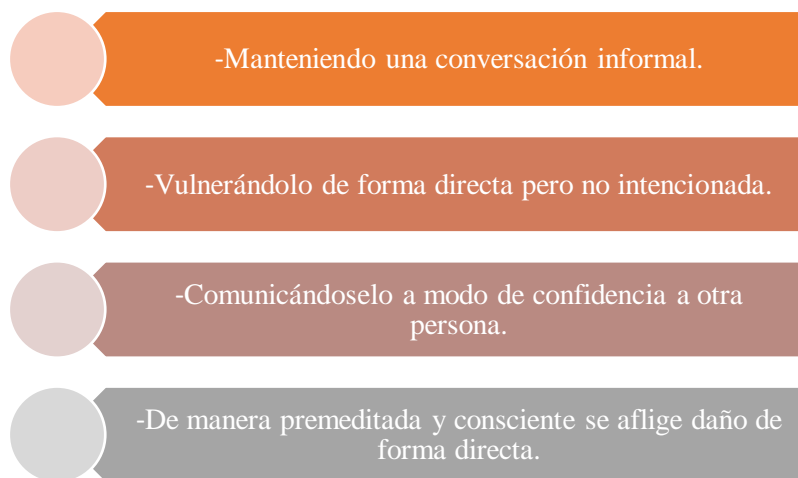 -Manteniendo una conversación informal.
-Vulnerándolo de forma directa pero no intencionada.
-Comunicándoselo a modo de confidencia a otra
persona.
-De manera premeditada y consciente se aflige daño de
forma directa.